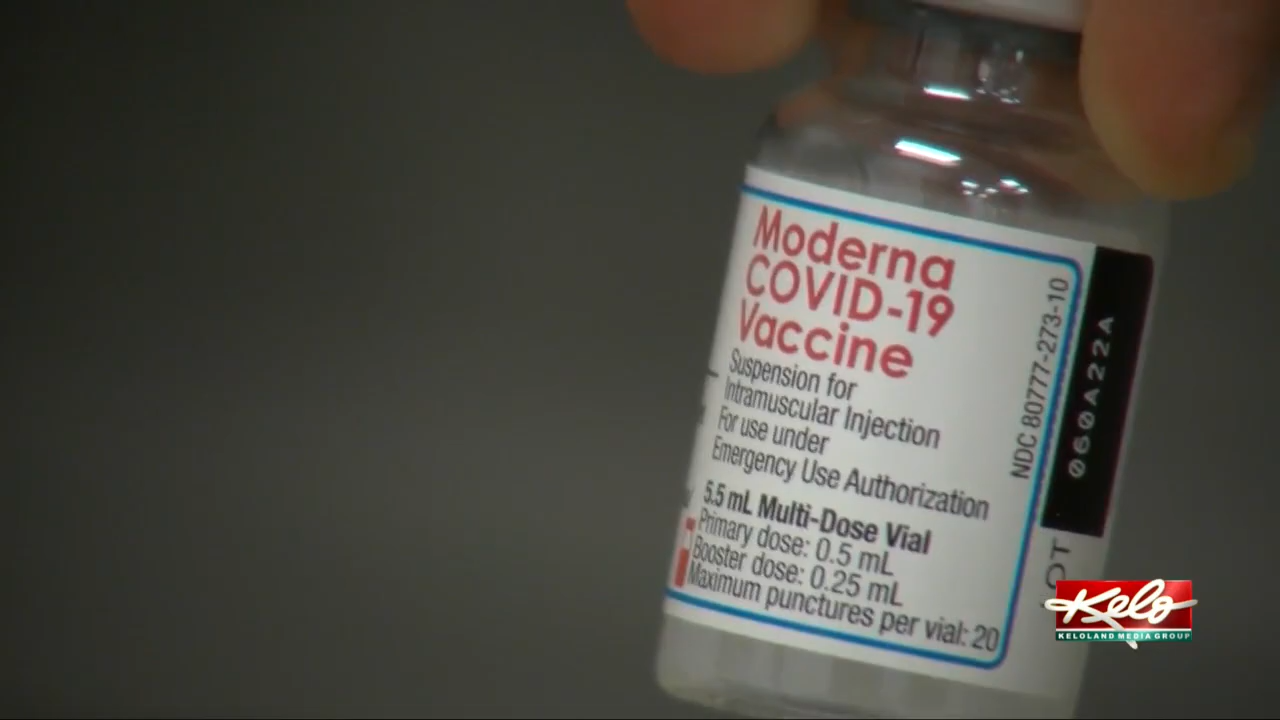 Moderna
COVID-19
Vaccine
Suspension for
Intramuscular Injection
For use under
Emergency Use Authorization
5.5 mL Multi-Dose Vial
Primary dose: 0.5 mL
Booster dose: 0.25 mL
Maximum punctures per vial: 20
NDC 80777-273-10
060A22A
Kelo
KELOLAND MEDIA GROUP